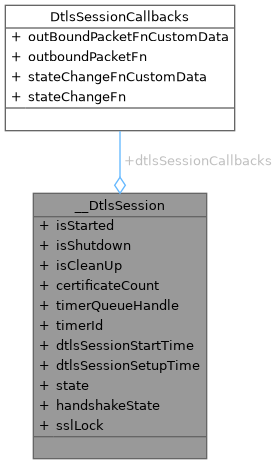 DtlsSessionCallbacks
+ outBoundPacketFnCustomData
+ outboundPacketFn
+ stateChangeFnCustomData
+ stateChangeFn
+dtlsSessionCallbacks
__DtlsSession
+ isStarted
+ isShutdown
+ isCleanUp
+ certificateCount
+ timerQueueHandle
+ timerId
+ dtlsSessionStartTime
+ dtlsSessionSetupTime
+ state
+ handshakeState
+ sslLock